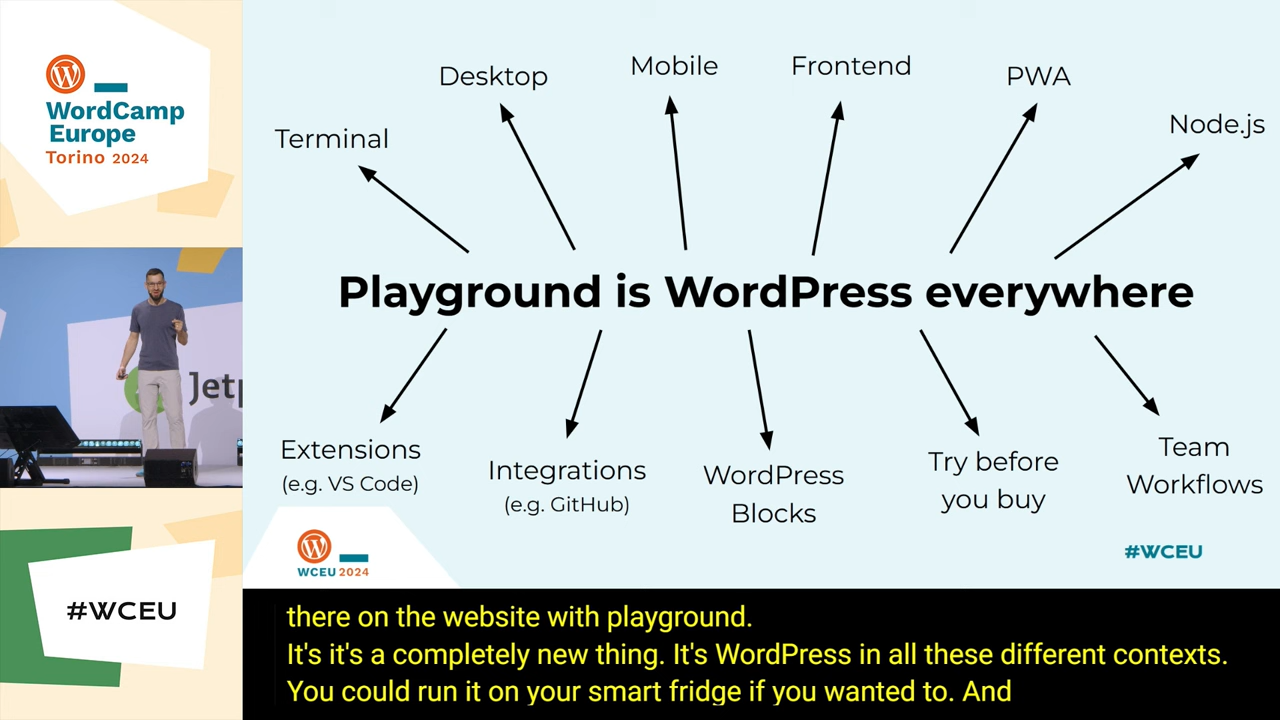 WordCamp
Europe
Torino 2024
Jetp
#WCEU
Desktop
Mobile
Frontend
PWA
Terminal
Node.js
Playground is WordPress everywhere
Extensions
(e.g. VS Code)
Integrations
(e.g. GitHub)
WordPress
Blocks
Try before
you buy
Team
Workflows
WCEU 2024
#WCEU
there on the website with playground.
It's it's a completely new thing. It's WordPress in all these different contexts.
You could run it on your smart fridge if you wanted to. And